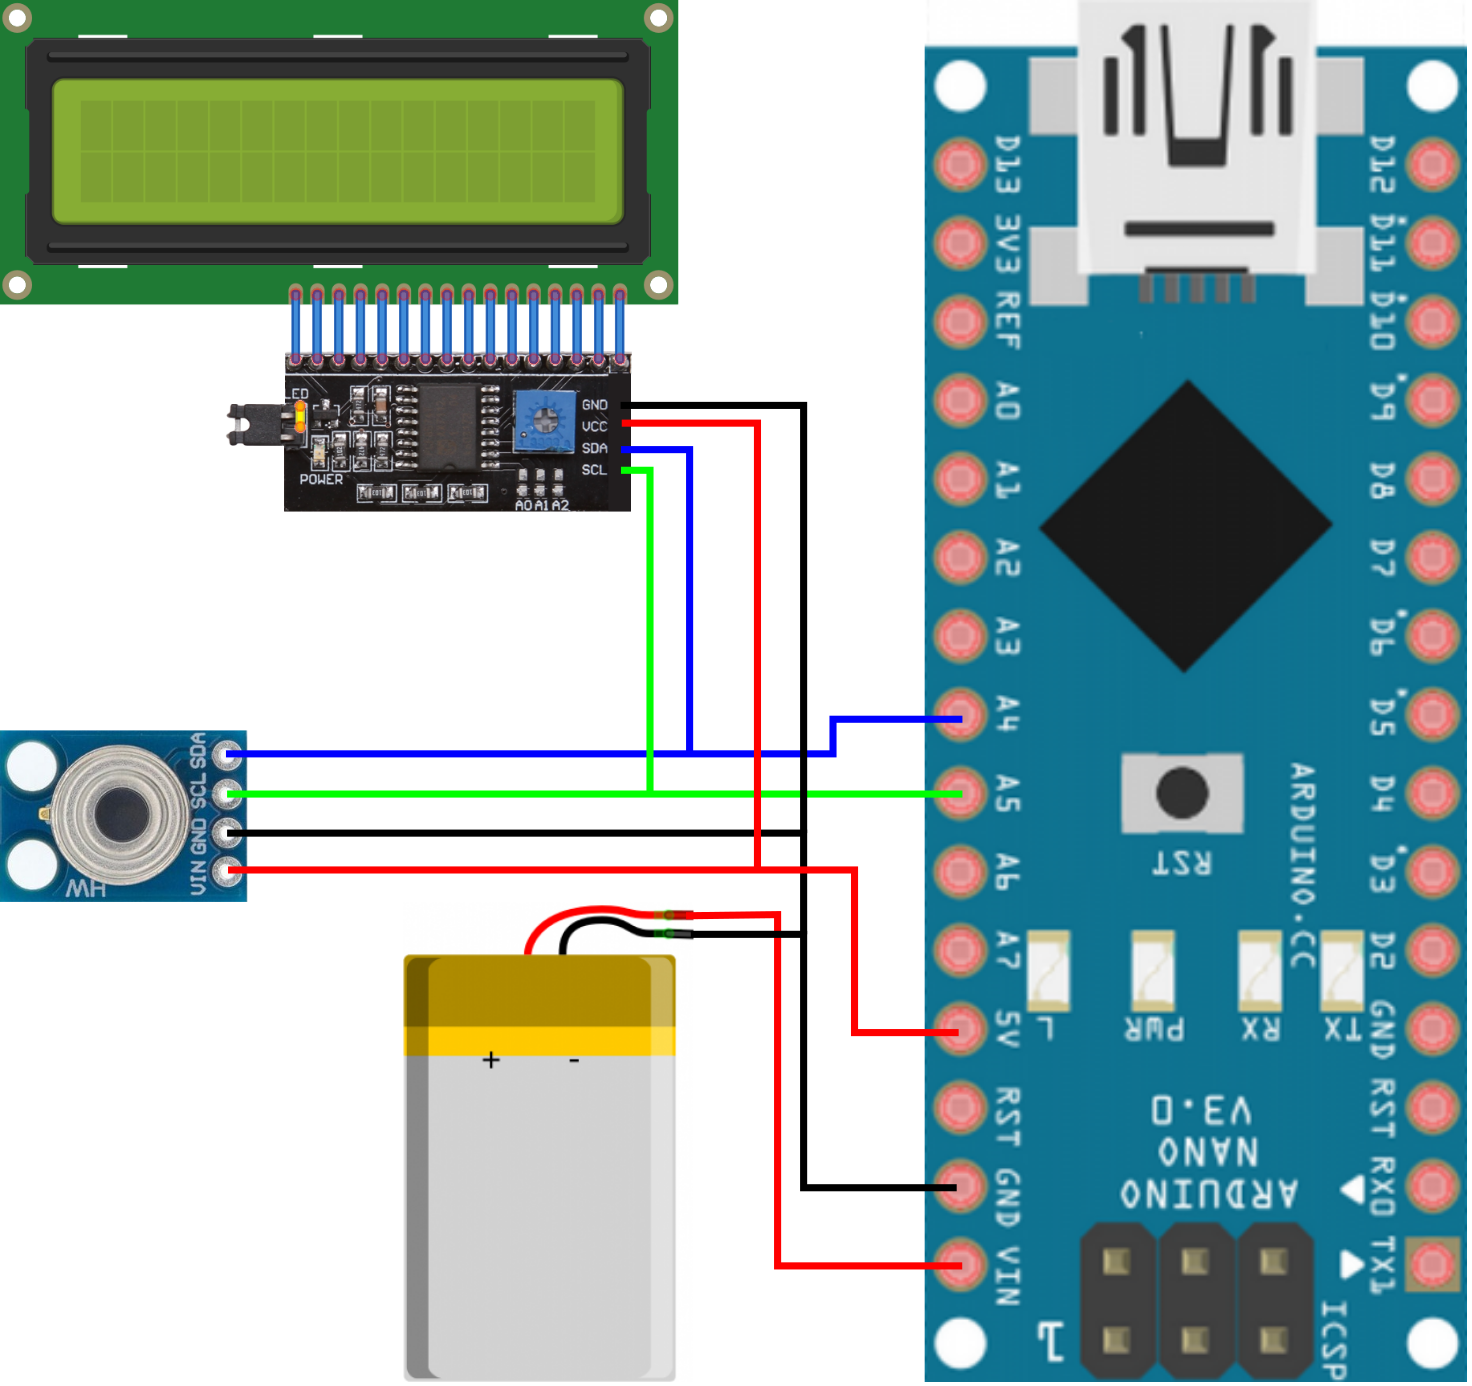 ED
POWER
GND
VCC
SDA
SCL
A0 A1 A2
SDA
SCL
GND
VIN
MH
+ -
D13
3V3
REF
A0
A1
A2
A3
A4
A5
A6
A7
5V
RST
GND
VIN
D12
D11
D10
D9
D8
D7
D6
D5
D4
D3
D2
GND
RST
RX0
TX1
RST
ARDUINO.CC
L
PWR
RX
TX
ARDUINO
NANO
V3.0
1
ICSP